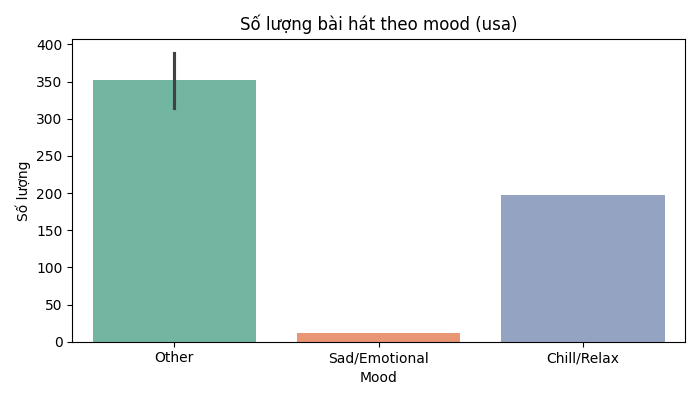 Số lượng bài hát theo mood (usa)
Số lượng
400
350
300
250
200
150
100
50
0
Other Sad/Emotional Chill/Relax
Mood